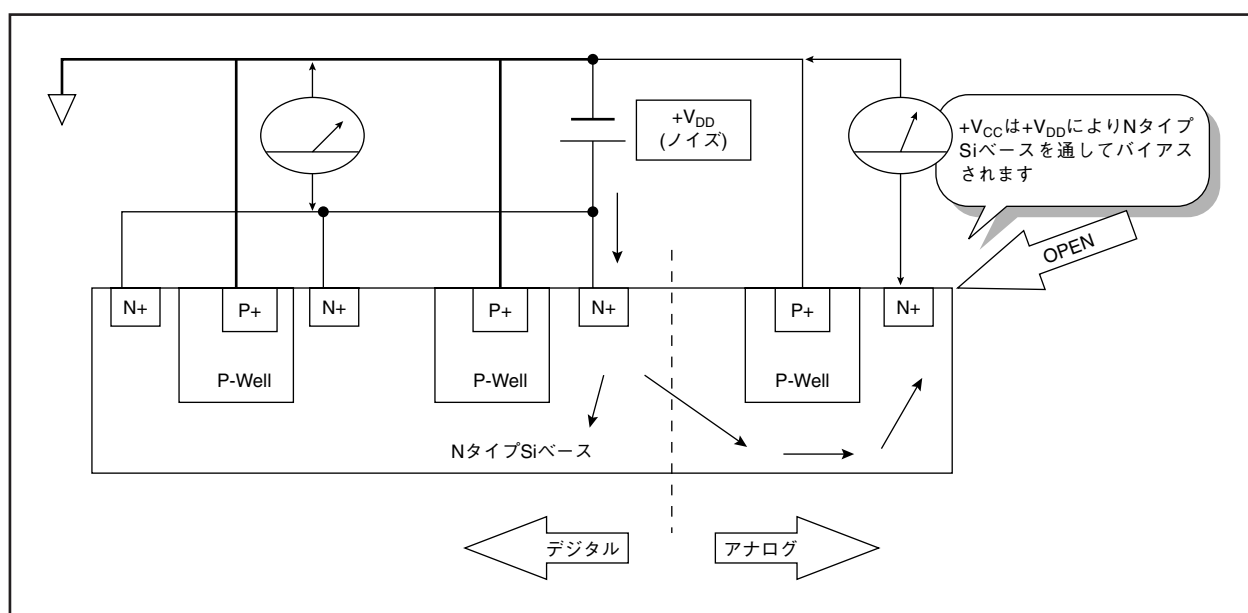 +VDD
(ノイズ)
+VCCは+VDDによりNタイプ
Siベースを通してバイアス
されます
OPEN
N+
P+
N+
N+
P+
N+
P-Well
P-Well
P-Well
NタイプSiベース
デジタル
アナログ